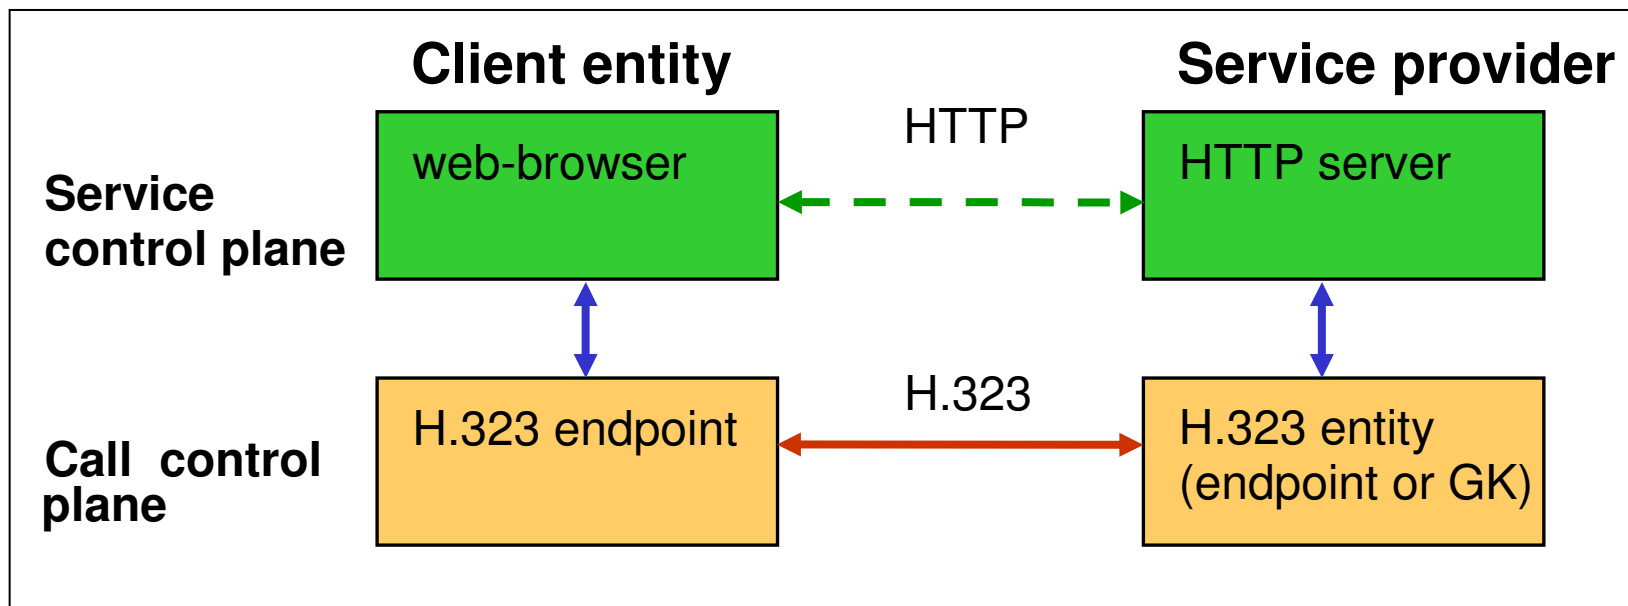 Client entity
Service provider
HTTP
web-browser
HTTP server
Service
control plane
H.323
H.323 endpoint
H.323 entity
(endpoint or GK)
Call  control
plane